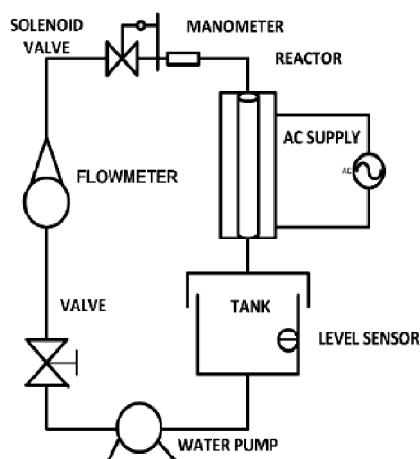 SOLENOID
VALVE
MANOMETER
REACTOR
AC SUPPLY
AC
FLOWMETER
VALVE
TANK
LEVEL SENSOR
WATER PUMP